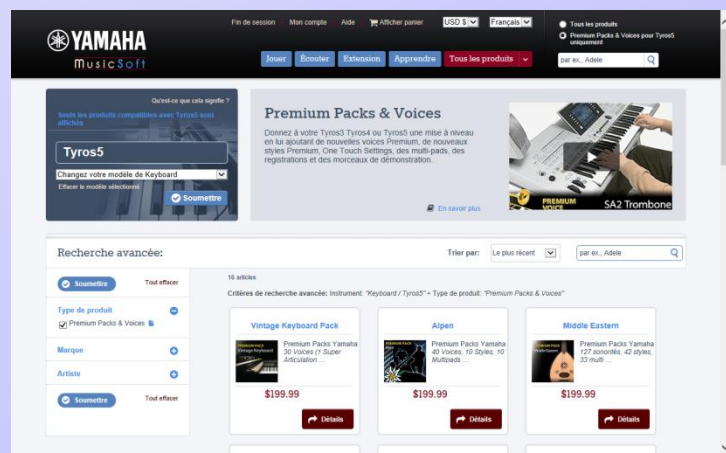 Fin de session
Mon compte
Aide
Afficher panier
USD $
Français
Tous les produits
Premium Packs & Voices pour Tyros5 uniquement
YAMAHA
MusicSoft
Jouer
Écouter
Extension
Apprendre
Tous les produits
par ex., Adele
Qu'est-ce que cela signifie ?
Seuls les produits compatibles avec Tyros5 sont
affichés
Tyros5
Changez votre modèle de Keyboard
Effacer le modèle sélectionné
Soumettre
Premium Packs & Voices
Donnez à votre Tyros3 Tyros4 ou Tyros5 une mise à niveau
en lui ajoutant de nouvelles voices Premium, de nouveaux
styles Premium, One Touch Settings, des multi-pads, des
registrations et des morceaux de démonstration.
En savoir plus
PREMIUM
VOICE
SA2 Trombone
Recherche avancée:
Trier par:
Le plus récent
par ex., Adele
Soumettre
Tout effacer
Type de produit
Premium Packs & Voices
Marque
Artiste
Soumettre
Tout effacer
16 articles
Critères de recherche avancée: Instrument: "Keyboard / Tyros5" + Type de produit: "Premium Packs & Voices"
Vintage Keyboard Pack
Premium Packs Yamaha
30 Voices (1 Super
Articulation ...
$199.99
Détails
Alpen
Premium Packs Yamaha
40 Voices, 10 Styles, 10
Multipads ...
$199.99
Détails
Middle Eastern
Premium Packs Yamaha
127 sonorités, 42 styles,
33 multi ...
$199.99
Détails